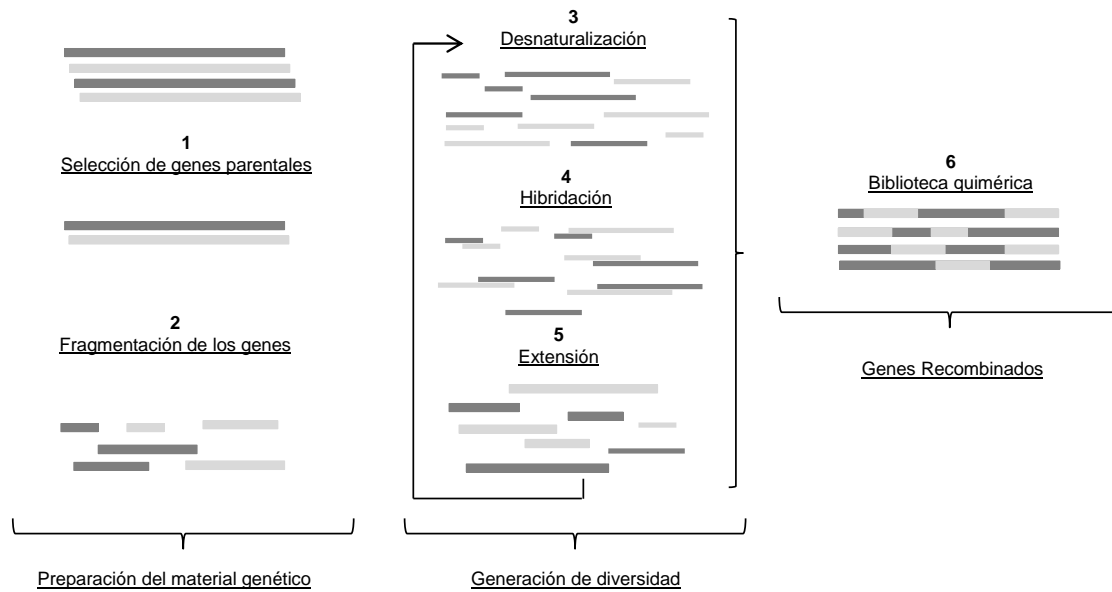 1
Selección de genes parentales
2
Fragmentación de los genes
Preparación del material genético
3
Desnaturalización
4
Hibridación
5
Extensión
Generación de diversidad
6
Biblioteca quimérica
Genes Recombinados